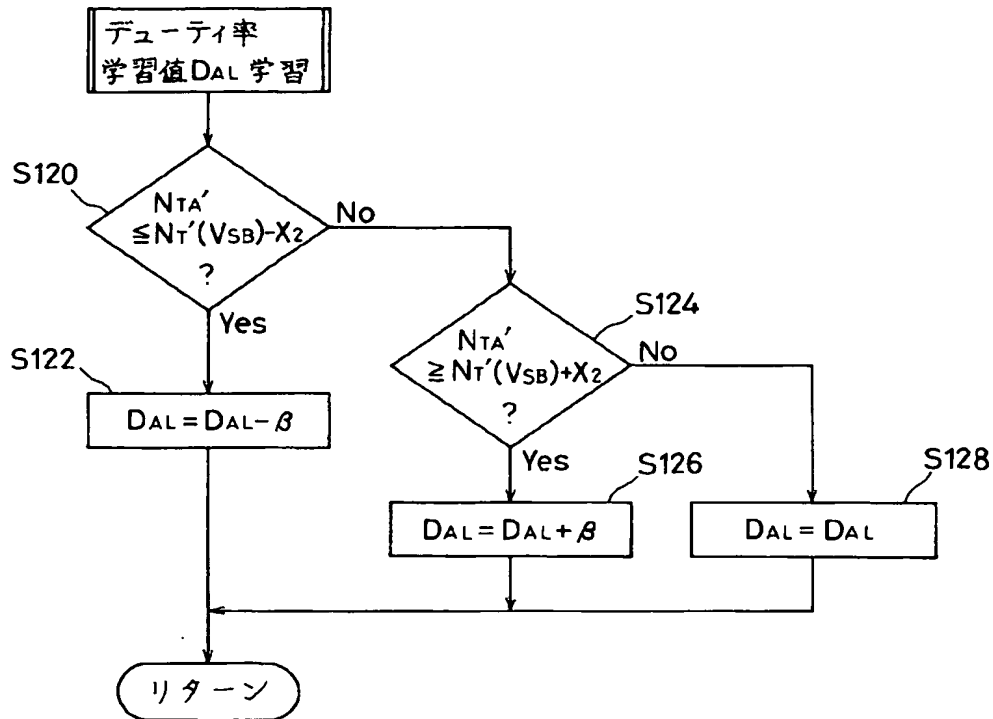 デューティ率
学習値DAL学習
S120
NTA′
≦NT′(VSB)-X2
?
No
Yes
S124
NTA′
≧NT′(VSB)+X2
?
No
Yes
S122
DAL=DAL-β
S126
DAL=DAL+β
S128
DAL=DAL
リターン